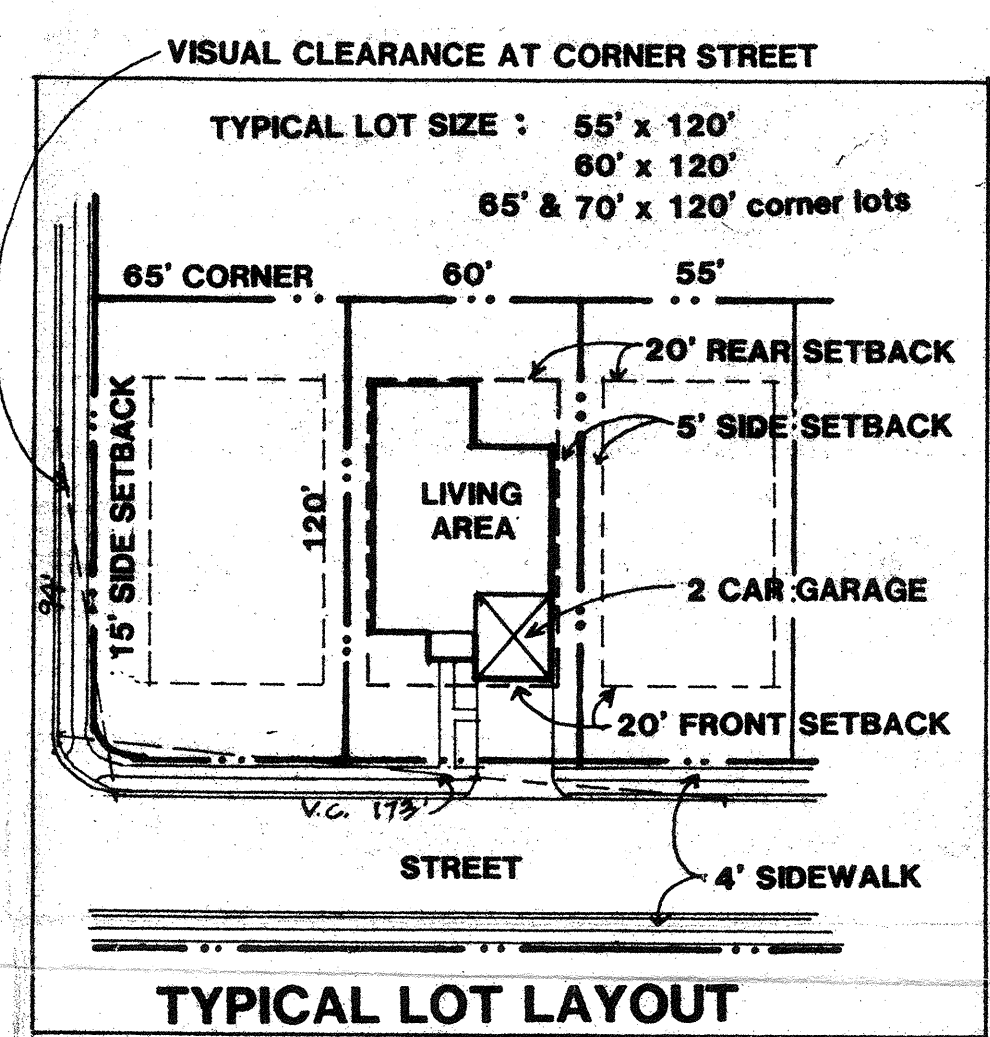 VISUAL CLEARANCE AT CORNER STREET
TYPICAL LOT SIZE : 55' x 120'
60' x 120'
65' & 70' x 120' corner lots
65' CORNER
60'
55'
20' REAR SETBACK
5' SIDE SETBACK
15' SIDE SETBACK
120'
LIVING
AREA
94'
2 CAR GARAGE
20' FRONT SETBACK
V.C. 173'
STREET
4' SIDEWALK
TYPICAL LOT LAYOUT